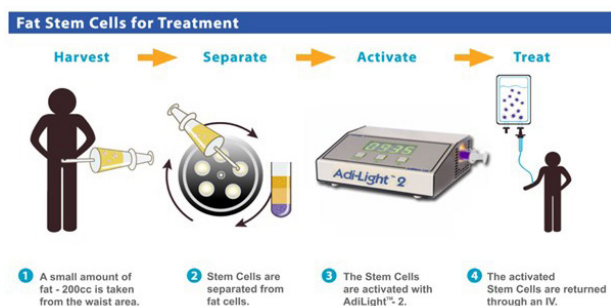 Fat Stem Cells for Treatment
Harvest Separate Activate Treat
0935
Adi-Light™ 2
1 A small amount of
fat - 200cc is taken
from the waist area.
2 Stem Cells are
separated from
fat cells.
3 The Stem Cells
are activated with
AdiLight™- 2.
4 The activated
Stem Cells are returned
through an IV.